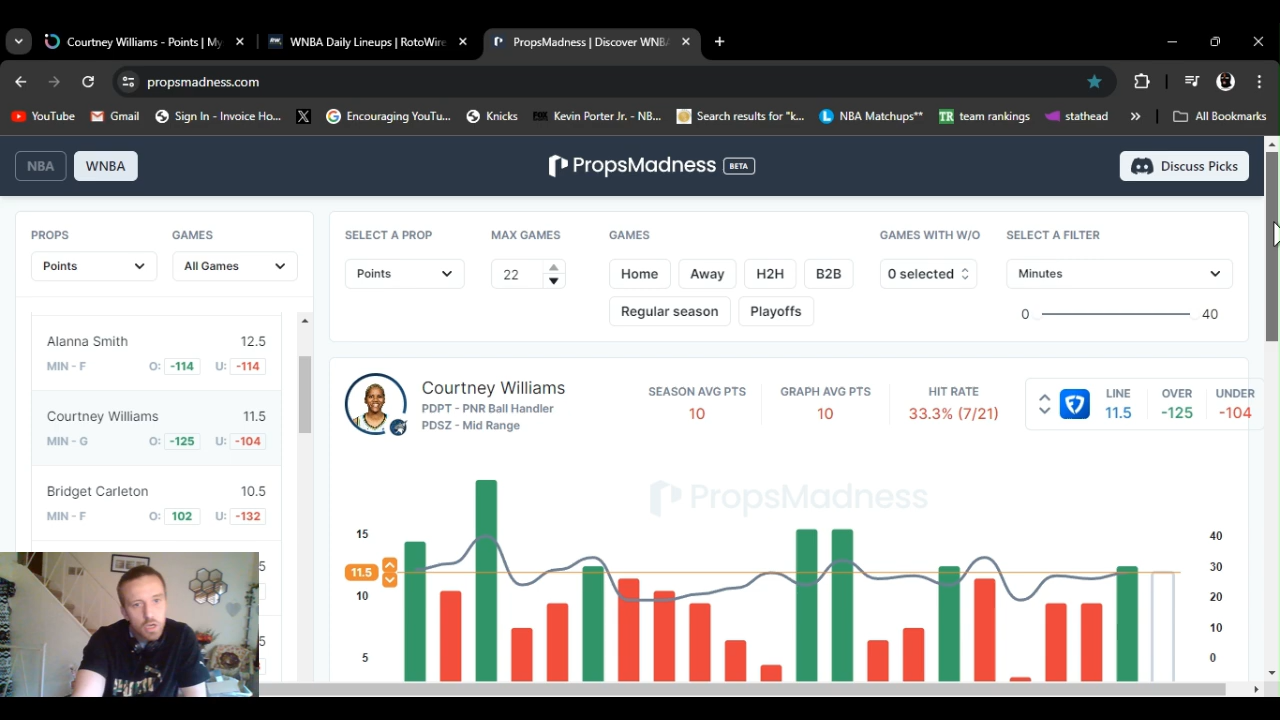 Courtney Williams - Points | My
WNBA Daily Lineups | RotoWire
PropsMadness | Discover WNBA
propsmadness.com
YouTube
Gmail
Sign In - Invoice Ho...
Encouraging YouTu...
Knicks
Kevin Porter Jr. - NB...
Search results for "k...
NBA Matchups**
TR team rankings
stathead
All Bookmarks
NBA
WNBA
PropsMadness BETA
Discuss Picks
PROPS
GAMES
Points
All Games
SELECT A PROP
MAX GAMES
GAMES
GAMES WITH W/O
SELECT A FILTER
Points
22
Home
Away
H2H
B2B
0 selected
Minutes
Regular season
Playoffs
0
40
Alanna Smith
12.5
MIN - F
O: -114
U: -114
Courtney Williams
11.5
MIN - G
O: -125
U: -104
Bridget Carleton
10.5
MIN - F
O: 102
U: -132
Courtney Williams
PDPT - PNR Ball Handler
PDSZ - Mid Range
SEASON AVG PTS
10
GRAPH AVG PTS
10
HIT RATE
33.3% (7/21)
LINE
11.5
OVER
-125
UNDER
-104
PropsMadness
15
11.5
10
5
40
30
20
10
0